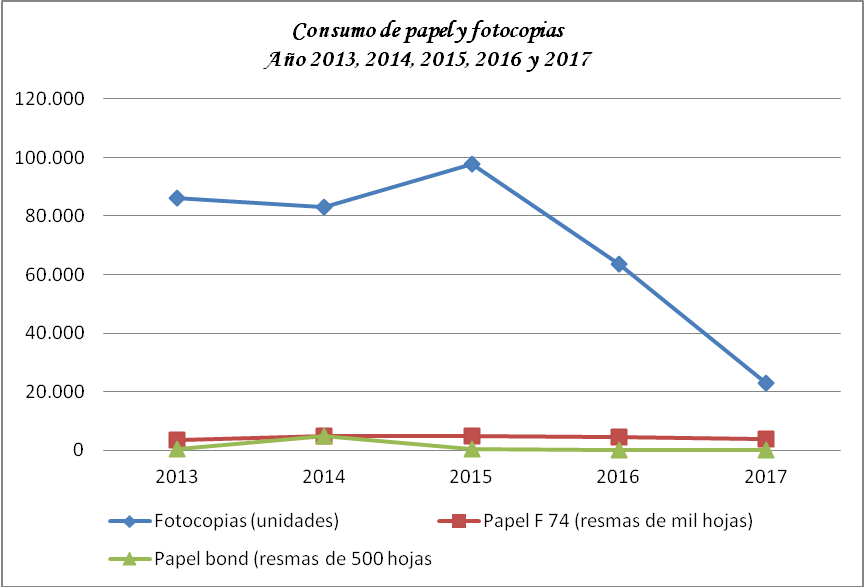 Consumo de papel y fotocopias
Año 2013, 2014, 2015, 2016 y 2017
120.000
100.000
80.000
60.000
40.000
20.000
0
2013 2014 2015 2016 2017
Fotocopias (unidades) Papel F 74 (resmas de mil hojas)
Papel bond (resmas de 500 hojas